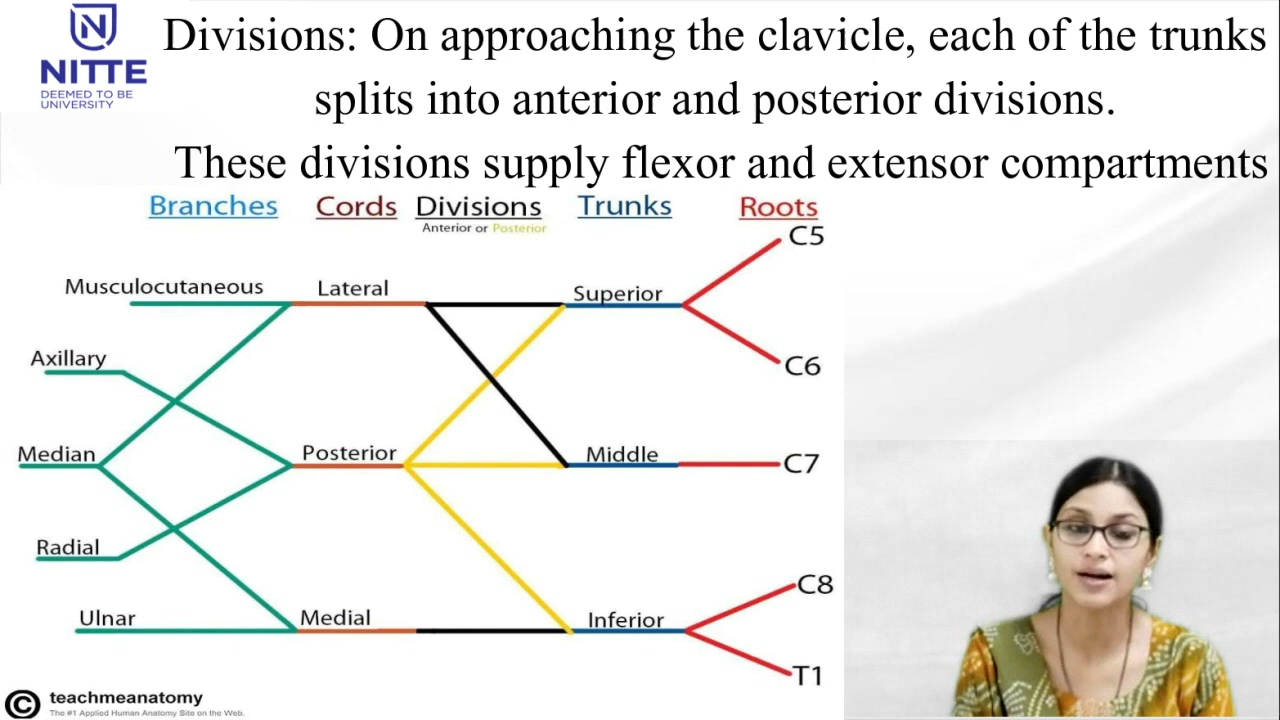 NITTE
DEEMED TO BE
UNIVERSITY
Divisions: On approaching the clavicle, each of the trunks
splits into anterior and posterior divisions.
These divisions supply flexor and extensor compartments
Branches Cords Divisions Trunks Roots
Anterior or Posterior
C5
Musculocutaneous Lateral Superior
Axillary C6
Median Posterior Middle C7
Radial
C8
Ulnar Medial Inferior
T1
© teachmeanatomy
The #1 Applied Human Anatomy Site on the Web.